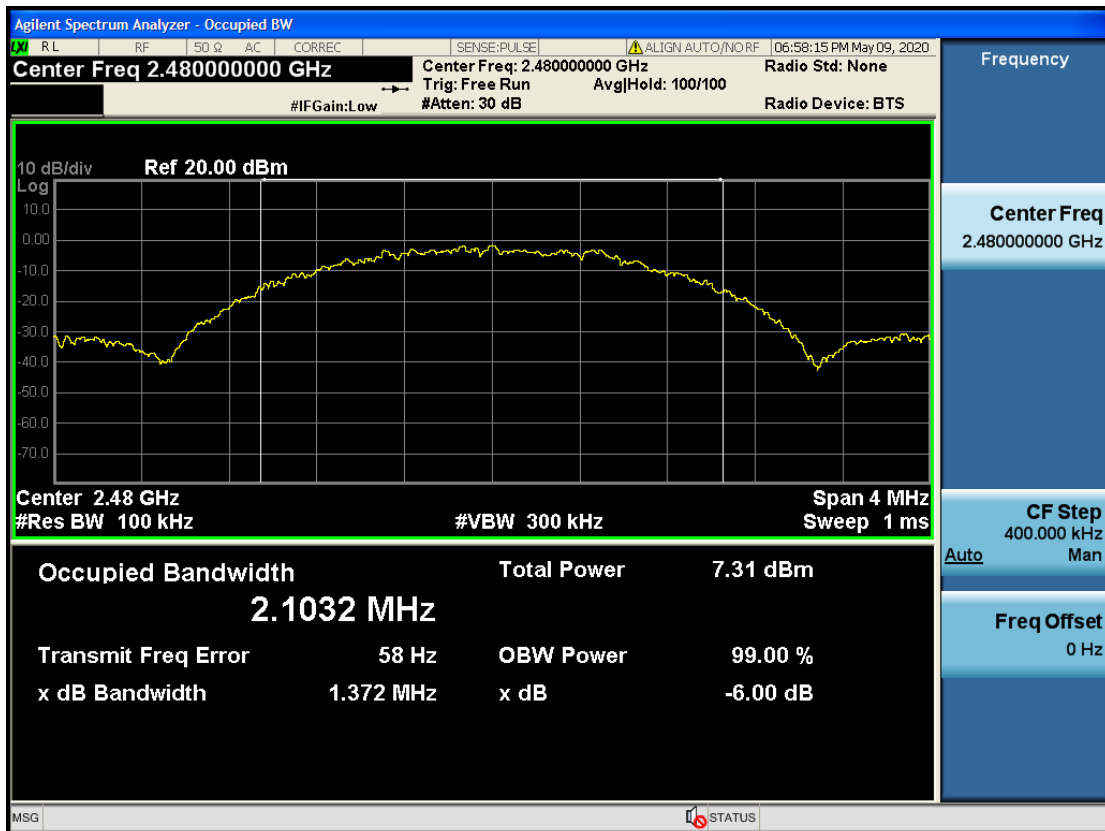 Agilent Spectrum Analyzer - Occupied BW
LXI RL RF 50 Ω AC CORREC SENSE:PULSE ALIGN AUTO/NO RF 06:58:15 PM May 09, 2020
Center Freq 2.480000000 GHz
Center Freq: 2.480000000 GHz
Radio Std: None
Trig: Free Run
Avg|Hold: 100/100
#IFGain:Low
#Atten: 30 dB
Radio Device: BTS
10 dB/div
Ref 20.00 dBm
Log
10.0
0.00
-10.0
-20.0
-30.0
-40.0
-50.0
-60.0
-70.0
Center 2.48 GHz
Span 4 MHz
#Res BW 100 kHz
#VBW 300 kHz
Sweep 1 ms
Occupied Bandwidth
Total Power
7.31 dBm
2.1032 MHz
Transmit Freq Error
58 Hz
OBW Power
99.00 %
x dB Bandwidth
1.372 MHz
x dB
-6.00 dB
Frequency
Center Freq
2.480000000 GHz
CF Step
400.000 kHz
Auto Man
Freq Offset
0 Hz
MSG
STATUS